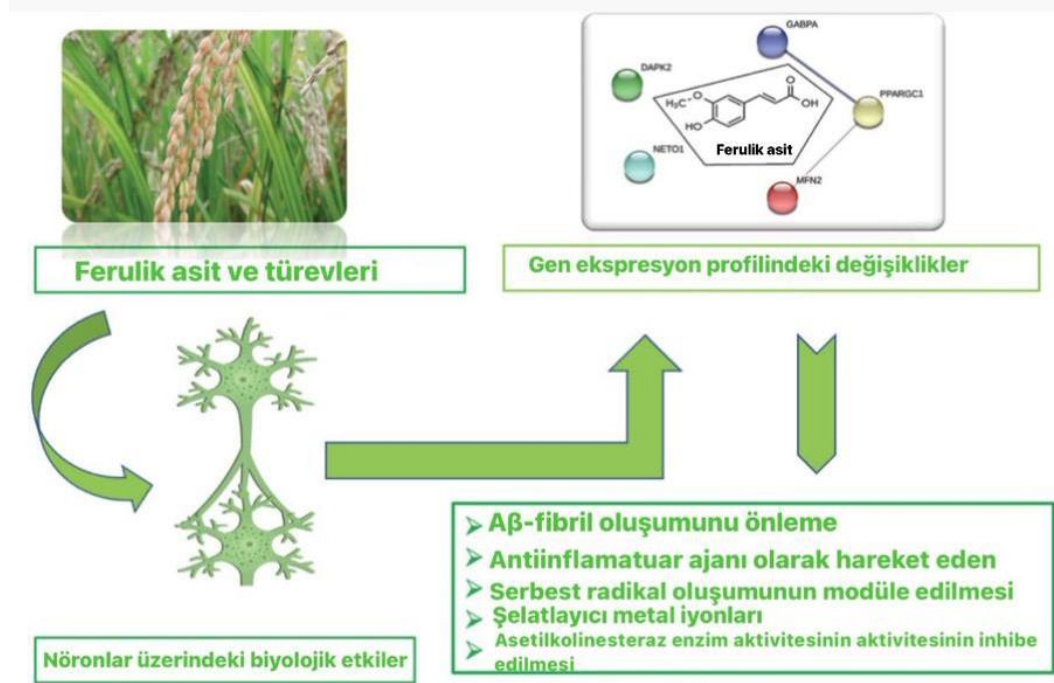 GABPA
DAPK2
PPARGC1
H₃C
O
O
OH
HO
NETO1
Ferulik asit
MFN2
Ferulik asit ve türevleri
Gen ekspresyon profilindeki değişiklikler
Aβ-fibril oluşumunu önleme
Antiinflamatuar ajanı olarak hareket eden
Serbest radikal oluşumunun modüle edilmesi
Şelatlayıcı metal iyonları
Asetilkolinesteraz enzim aktivitesinin aktivitesinin inhibe
edilmesi
Nöronlar üzerindeki biyolojik etkiler